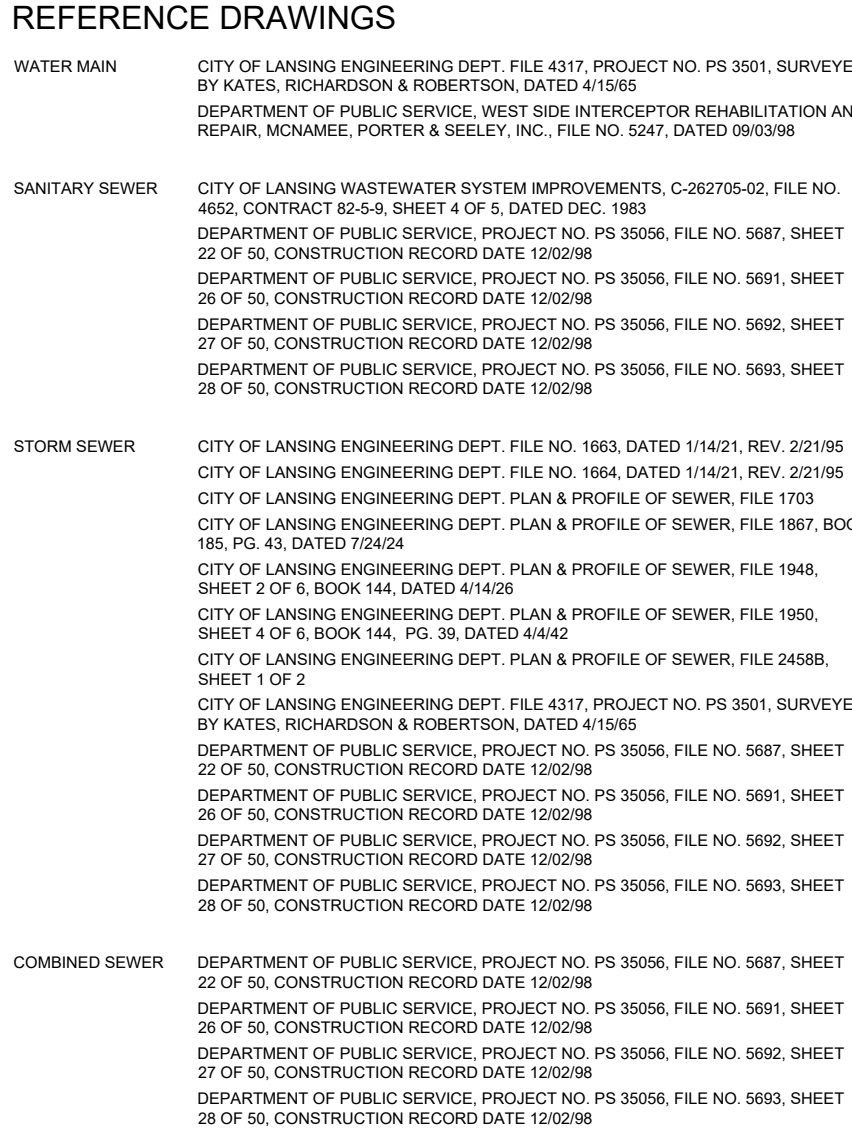 REFERENCE DRAWINGS
WATER MAIN CITY OF LANSING ENGINEERING DEPT. FILE 4317, PROJECT NO. PS 3501, SURVEYE
BY KATES, RICHARDSON & ROBERTSON, DATED 4/15/65
DEPARTMENT OF PUBLIC SERVICE, WEST SIDE INTERCEPTOR REHABILITATION AN
REPAIR, MCNAMEE, PORTER & SEELEY, INC., FILE NO. 5247, DATED 09/03/98
SANITARY SEWER CITY OF LANSING WASTEWATER SYSTEM IMPROVEMENTS, C-262705-02, FILE NO.
4652, CONTRACT 82-5-9, SHEET 4 OF 5, DATED DEC. 1983
DEPARTMENT OF PUBLIC SERVICE, PROJECT NO. PS 35056, FILE NO. 5687, SHEET
22 OF 50, CONSTRUCTION RECORD DATE 12/02/98
DEPARTMENT OF PUBLIC SERVICE, PROJECT NO. PS 35056, FILE NO. 5691, SHEET
26 OF 50, CONSTRUCTION RECORD DATE 12/02/98
DEPARTMENT OF PUBLIC SERVICE, PROJECT NO. PS 35056, FILE NO. 5692, SHEET
27 OF 50, CONSTRUCTION RECORD DATE 12/02/98
DEPARTMENT OF PUBLIC SERVICE, PROJECT NO. PS 35056, FILE NO. 5693, SHEET
28 OF 50, CONSTRUCTION RECORD DATE 12/02/98
STORM SEWER CITY OF LANSING ENGINEERING DEPT. FILE NO. 1663, DATED 1/14/21, REV. 2/21/95
CITY OF LANSING ENGINEERING DEPT. FILE NO. 1664, DATED 1/14/21, REV. 2/21/95
CITY OF LANSING ENGINEERING DEPT. PLAN & PROFILE OF SEWER, FILE 1703
CITY OF LANSING ENGINEERING DEPT. PLAN & PROFILE OF SEWER, FILE 1867, BOO
185, PG. 43, DATED 7/24/24
CITY OF LANSING ENGINEERING DEPT. PLAN & PROFILE OF SEWER, FILE 1948,
SHEET 2 OF 6, BOOK 144, DATED 4/14/26
CITY OF LANSING ENGINEERING DEPT. PLAN & PROFILE OF SEWER, FILE 1950,
SHEET 4 OF 6, BOOK 144, PG. 39, DATED 4/4/42
CITY OF LANSING ENGINEERING DEPT. PLAN & PROFILE OF SEWER, FILE 2458B,
SHEET 1 OF 2
CITY OF LANSING ENGINEERING DEPT. FILE 4317, PROJECT NO. PS 3501, SURVEYE
BY KATES, RICHARDSON & ROBERTSON, DATED 4/15/65
DEPARTMENT OF PUBLIC SERVICE, PROJECT NO. PS 35056, FILE NO. 5687, SHEET
22 OF 50, CONSTRUCTION RECORD DATE 12/02/98
DEPARTMENT OF PUBLIC SERVICE, PROJECT NO. PS 35056, FILE NO. 5691, SHEET
26 OF 50, CONSTRUCTION RECORD DATE 12/02/98
DEPARTMENT OF PUBLIC SERVICE, PROJECT NO. PS 35056, FILE NO. 5692, SHEET
27 OF 50, CONSTRUCTION RECORD DATE 12/02/98
DEPARTMENT OF PUBLIC SERVICE, PROJECT NO. PS 35056, FILE NO. 5693, SHEET
28 OF 50, CONSTRUCTION RECORD DATE 12/02/98
COMBINED SEWER DEPARTMENT OF PUBLIC SERVICE, PROJECT NO. PS 35056, FILE NO. 5687, SHEET
22 OF 50, CONSTRUCTION RECORD DATE 12/02/98
DEPARTMENT OF PUBLIC SERVICE, PROJECT NO. PS 35056, FILE NO. 5691, SHEET
26 OF 50, CONSTRUCTION RECORD DATE 12/02/98
DEPARTMENT OF PUBLIC SERVICE, PROJECT NO. PS 35056, FILE NO. 5692, SHEET
27 OF 50, CONSTRUCTION RECORD DATE 12/02/98
DEPARTMENT OF PUBLIC SERVICE, PROJECT NO. PS 35056, FILE NO. 5693, SHEET
28 OF 50, CONSTRUCTION RECORD DATE 12/02/98